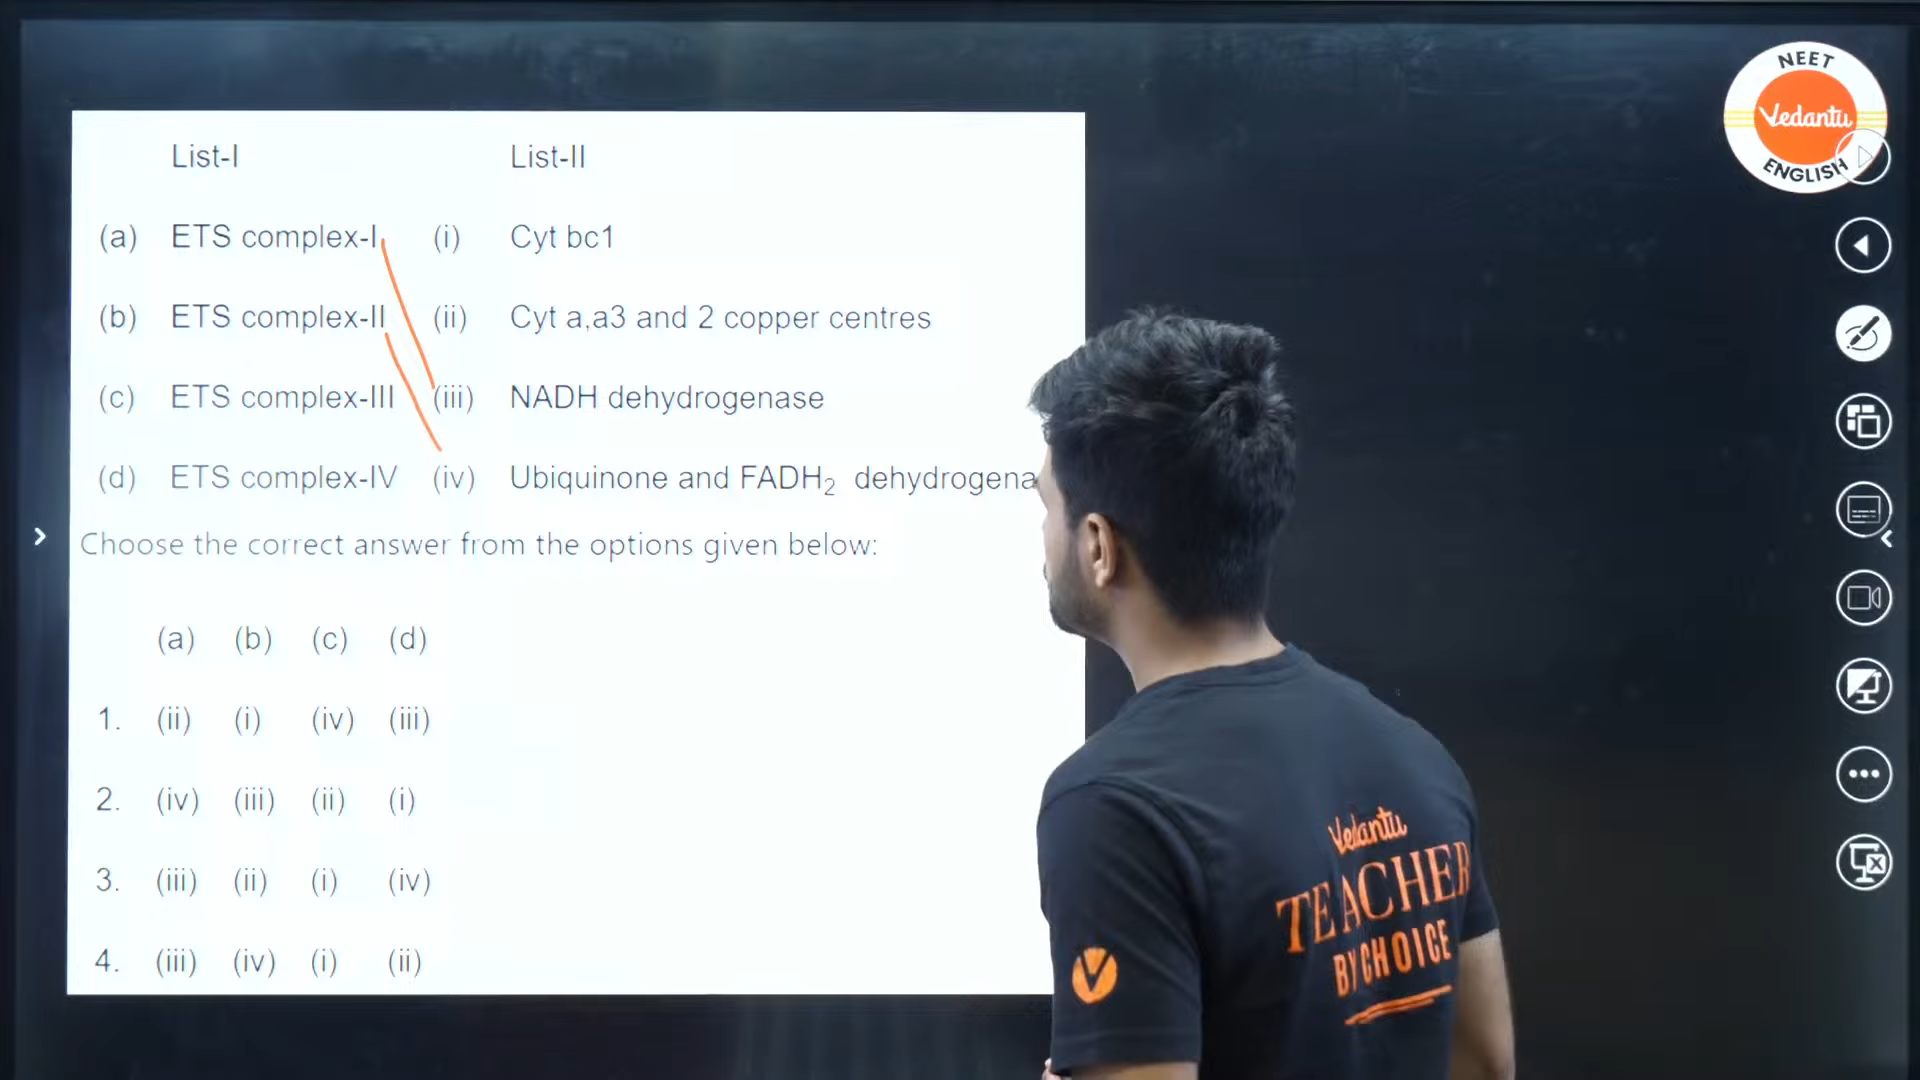 NEET
Vedantu
ENGLISH
List-I List-II
(a) ETS complex-I (i) Cyt bc1
(b) ETS complex-II (ii) Cyt a,a3 and 2 copper centres
(c) ETS complex-III (iii) NADH dehydrogenase
(d) ETS complex-IV (iv) Ubiquinone and FADH₂ dehydrogena
Choose the correct answer from the options given below:
(a) (b) (c) (d)
1. (ii) (i) (iv) (iii)
2. (iv) (iii) (ii) (i)
3. (iii) (ii) (i) (iv)
4. (iii) (iv) (i) (ii)
Vedantu
TEACHER
BY CHOICE